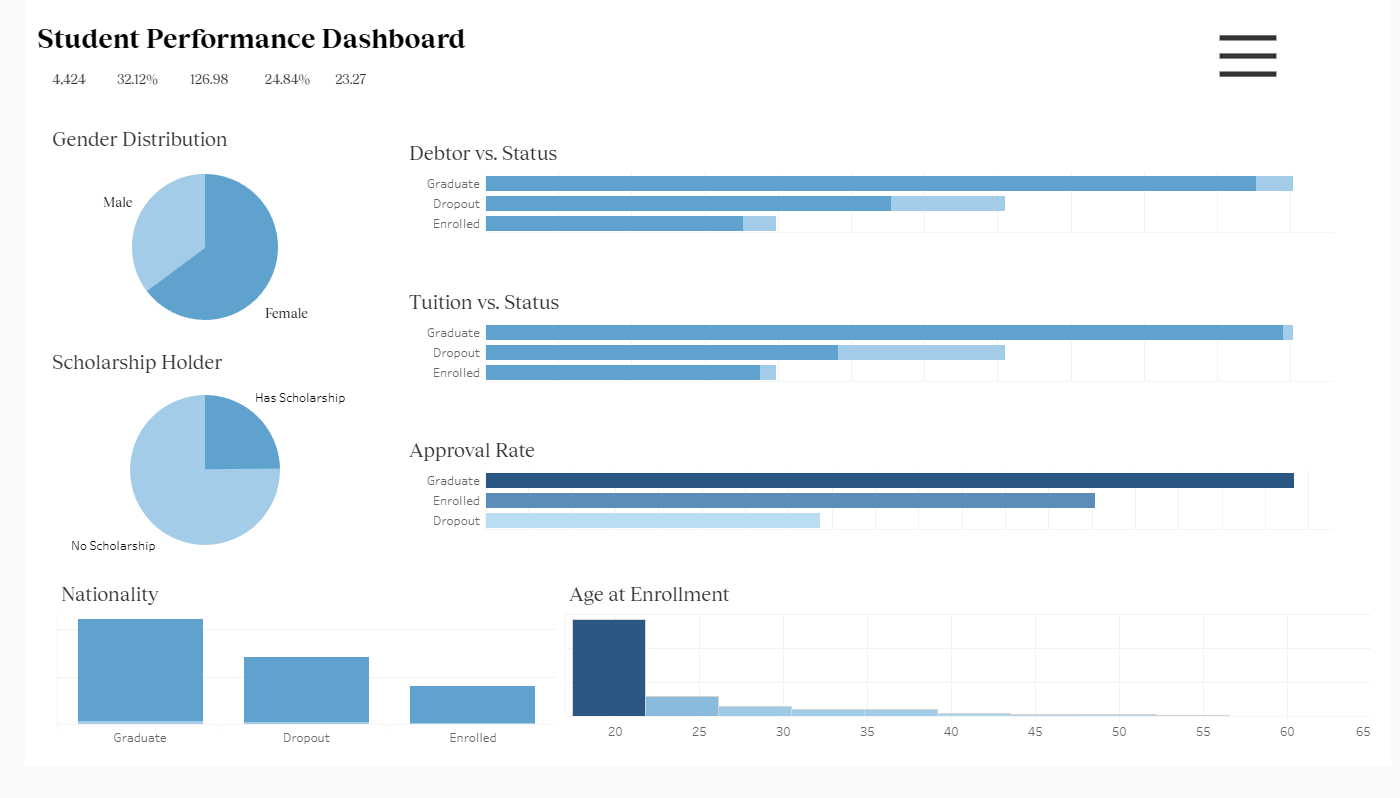 Student Performance Dashboard
4,424 32.12% 126.98 24.84% 23.27
Gender Distribution
Male
Female
Scholarship Holder
Has Scholarship
No Scholarship
Debtor vs. Status
Graduate
Dropout
Enrolled
Tuition vs. Status
Graduate
Dropout
Enrolled
Approval Rate
Graduate
Enrolled
Dropout
Nationality
Graduate Dropout Enrolled
Age at Enrollment
20 25 30 35 40 45 50 55 60 65